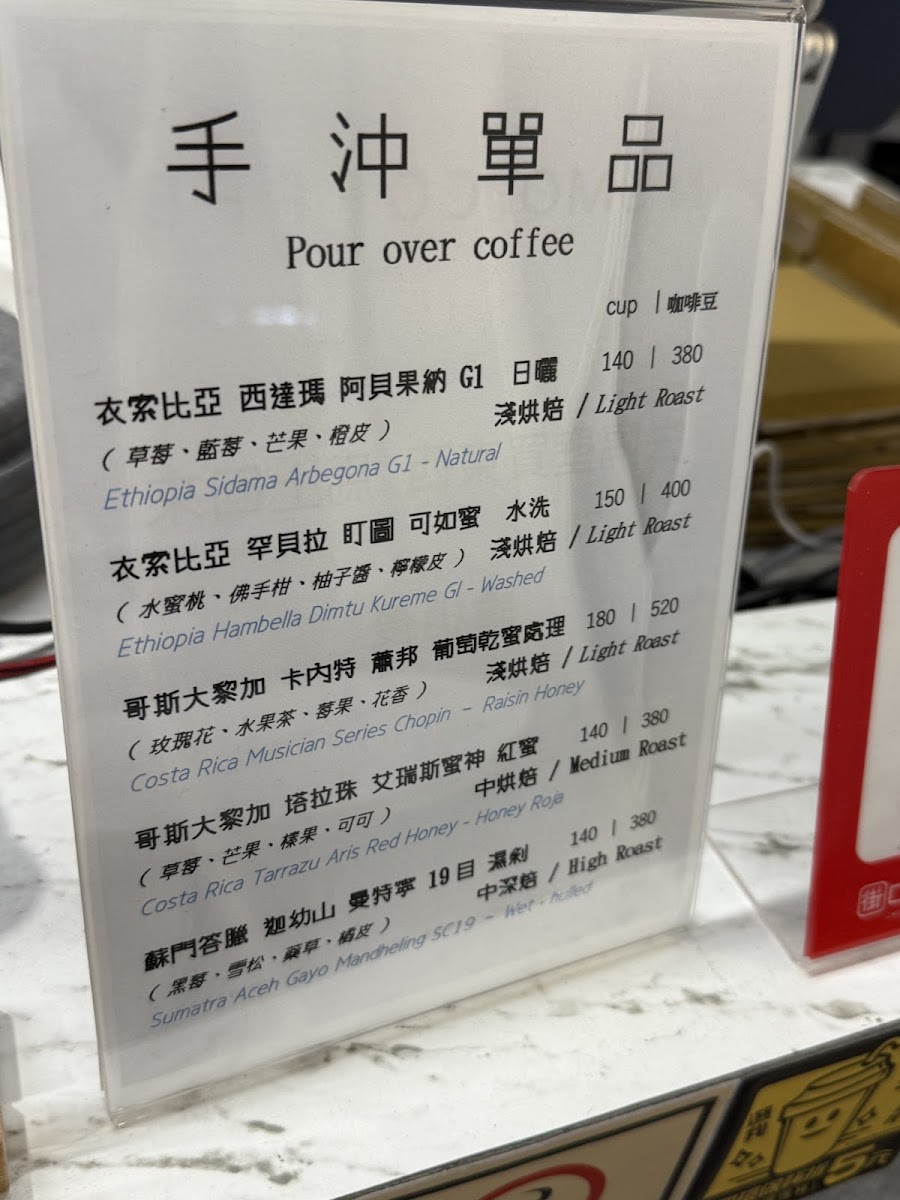 手沖單品
Pour over coffee
cup | 咖啡豆
衣索比亞 西達瑪 阿貝果納 G1 日曬 140 | 380
( 草莓、藍莓、芒果、橙皮 ) 淺烘焙 / Light Roast
Ethiopia Sidama Arbegona G1 - Natural
衣索比亞 罕貝拉 盯圖 可如蜜 水洗 150 | 400
( 水蜜桃、佛手柑、柚子醬、檸檬皮 ) 淺烘焙 / Light Roast
Ethiopia Hambella Dimtu Kureme G1 - Washed
哥斯大黎加 卡內特 蕭邦 葡萄乾蜜處理 180 | 520
( 玫瑰花、水果茶、莓果、花香 ) 淺烘焙 / Light Roast
Costa Rica Musician Series Chopin - Raisin Honey
哥斯大黎加 塔拉珠 艾瑞斯蜜神 紅蜜 140 | 380
( 草莓、芒果、榛果、可可 ) 中烘焙 / Medium Roast
Costa Rica Tarrazu Aris Red Honey - Honey Roja
蘇門答臘 迦幼山 曼特寧 19目 濕剝 140 | 380
( 黑莓、雪松、藥草、橘皮 ) 中深焙 / High Roast
Sumatra Aceh Gayo Mandheling SC19 - Wet - hulled
街口